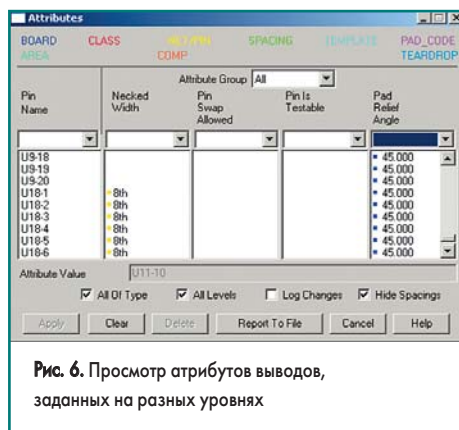 Attributes
BOARD CLASS NET/PIN SPACING TEMPLATE PAD_CODE
AREA COMP TEARDROP
Attribute Group All
Pin Name
Necked Width
Pin Swap Allowed
Pin Is Testable
Pad Relief Angle
U9-18 45.000
U9-19 45.000
U9-20 45.000
U18-1 8th 45.000
U18-2 8th 45.000
U18-3 8th 45.000
U18-4 8th 45.000
U18-5 8th 45.000
U18-6 8th 45.000
Attribute Value U11-10
All Of Type All Levels Log Changes Hide Spacings
Apply Clear Delete Report To File Cancel Help
Рис. 6. Просмотр атрибутов выводов,
заданных на разных уровнях